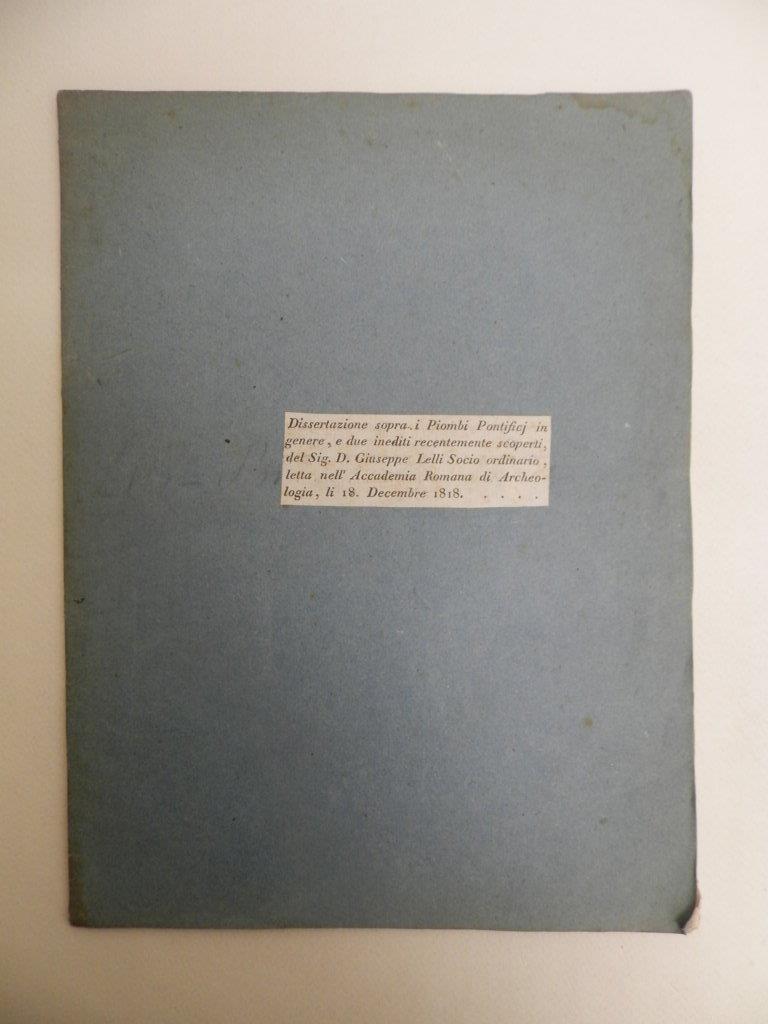 Dissertazione sopra i Piombi Pontificj in
genere, e due inediti recentemente scoperti,
del Sig. D. Giuseppe Lelli Socio ordinario,
letta nell' Accademia Romana di Archeo-
logia, li 18. Decembre 1818. . . . .